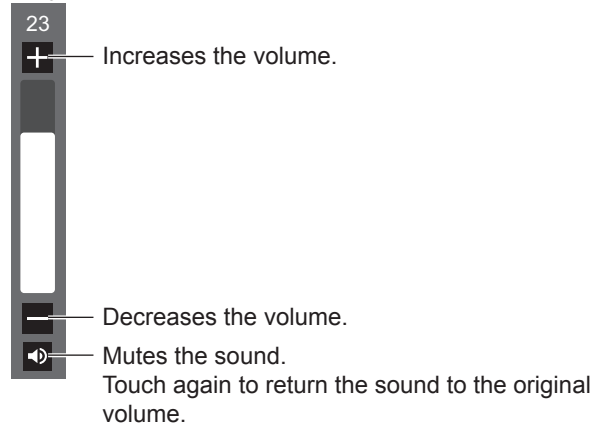 23
Increases the volume.
Decreases the volume.
Mutes the sound.
Touch again to return the sound to the original
volume.